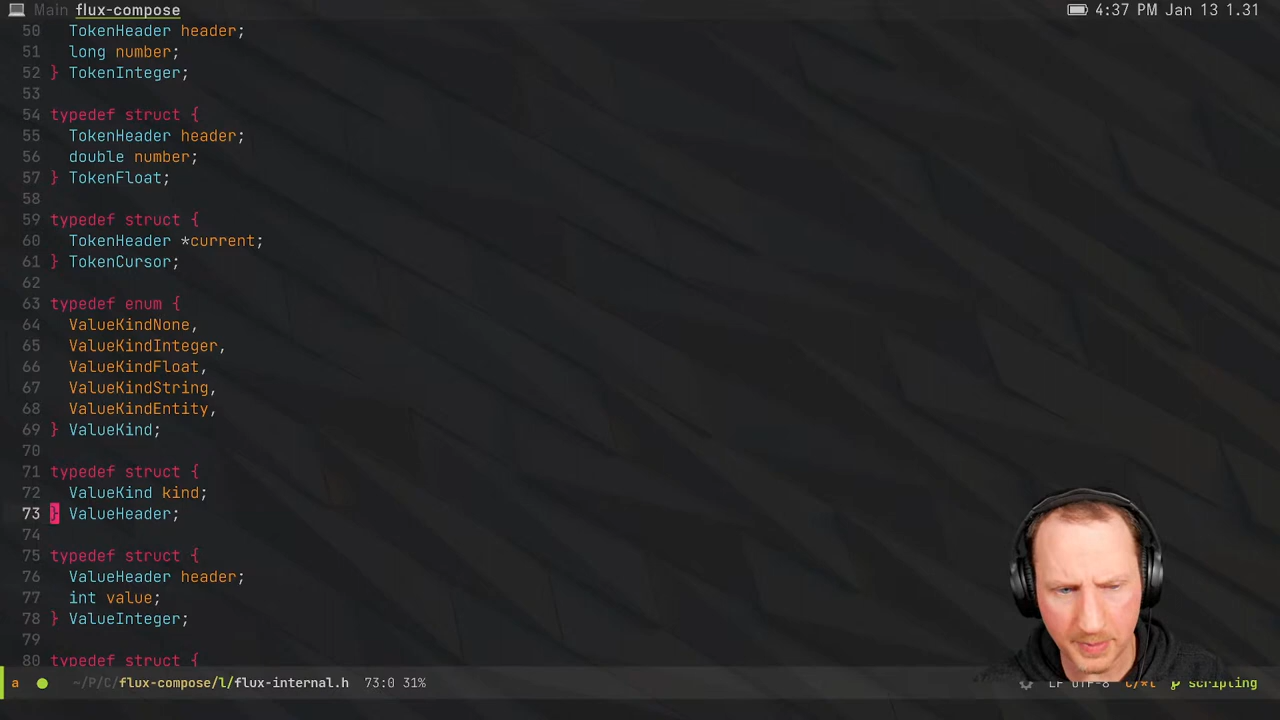 Main flux-compose
4:37 PM Jan 13 1.31
50 TokenHeader header;
51 long number;
52 } TokenInteger;
53
54 typedef struct {
55 TokenHeader header;
56 double number;
57 } TokenFloat;
58
59 typedef struct {
60 TokenHeader *current;
61 } TokenCursor;
62
63 typedef enum {
64 ValueKindNone,
65 ValueKindInteger,
66 ValueKindFloat,
67 ValueKindString,
68 ValueKindEntity,
69 } ValueKind;
70
71 typedef struct {
72 ValueKind kind;
73 } ValueHeader;
74
75 typedef struct {
76 ValueHeader header;
77 int value;
78 } ValueInteger;
79
80 typedef struct {
a ~/P/C/flux-compose/l/flux-internal.h 73:0 31% LF UTF-8 scripting